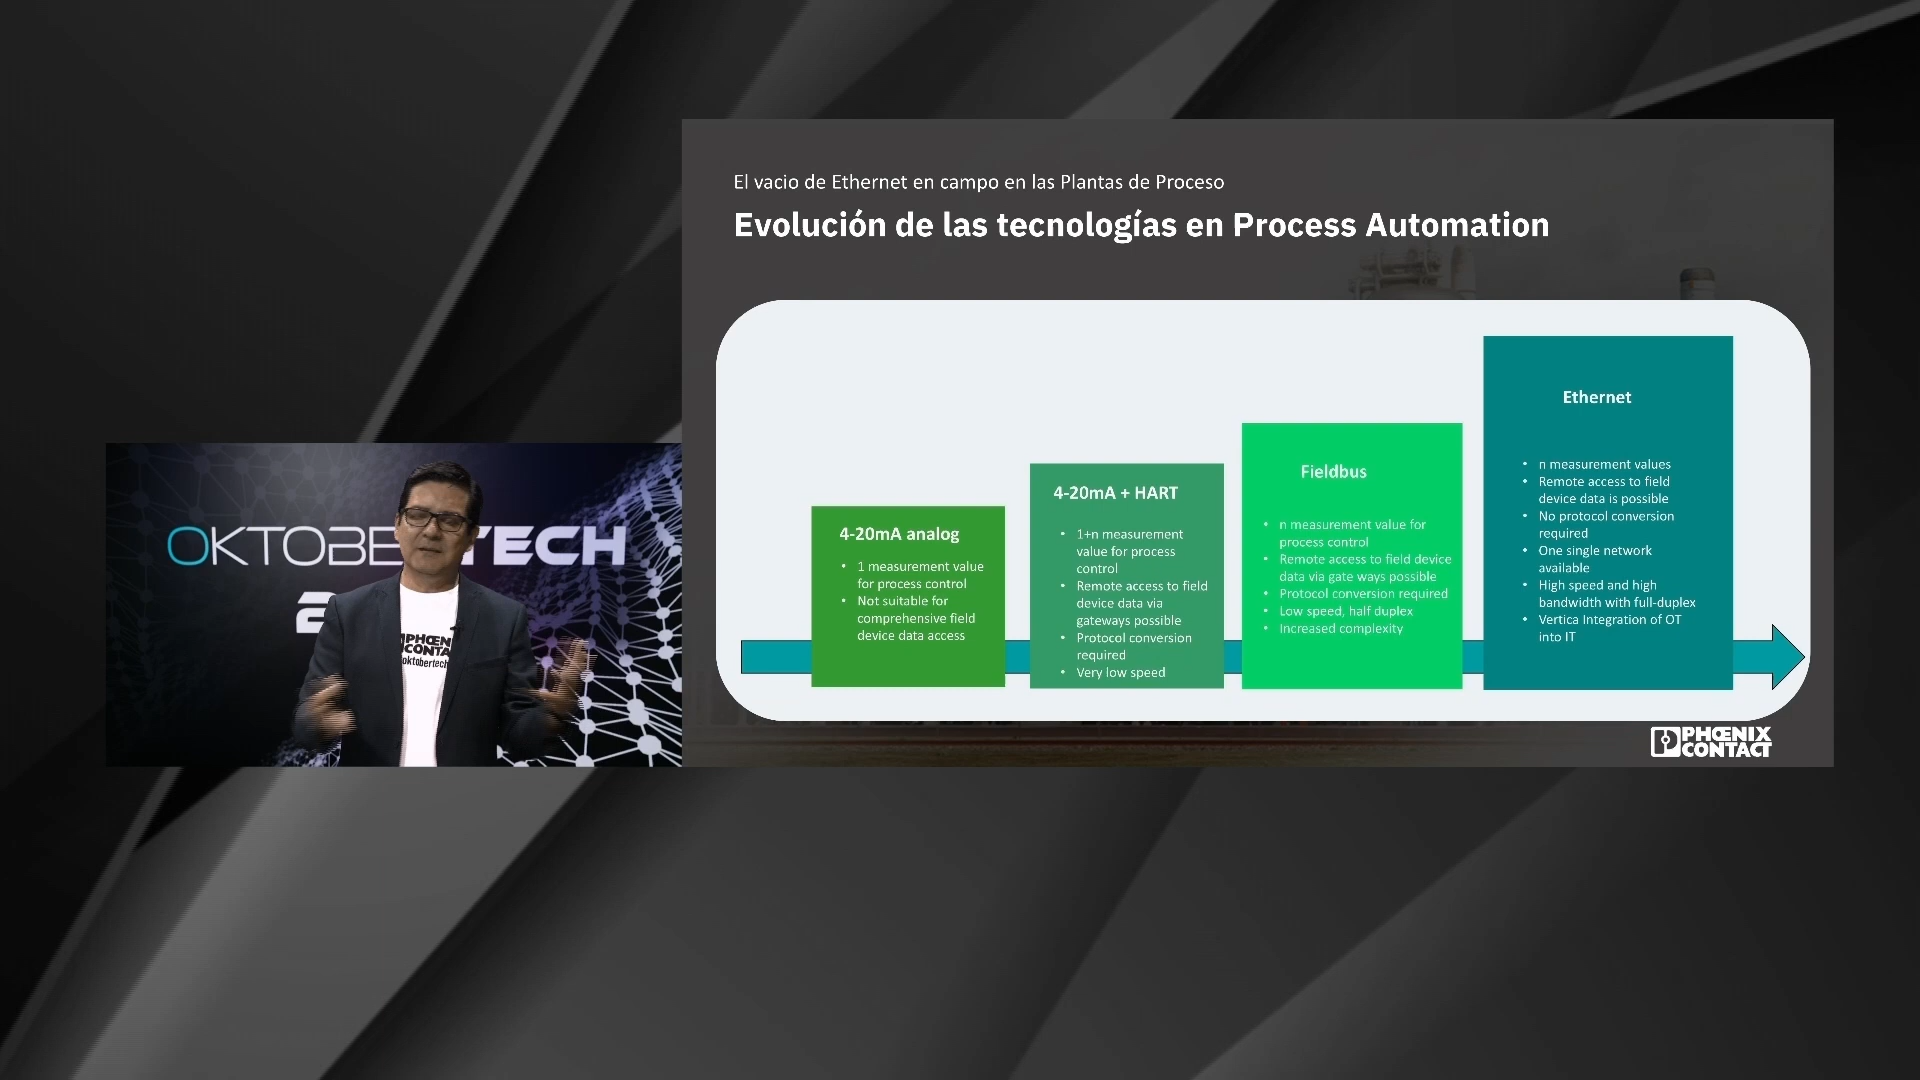 El vacio de Ethernet en campo en las Plantas de Proceso
Evolución de las tecnologías en Process Automation
4-20mA analog
• 1 measurement value
for process control
• Not suitable for
comprehensive field
device data access
4-20mA + HART
• 1+n measurement
value for process
control
• Remote access to field
device data via
gateways possible
• Protocol conversion
required
• Very low speed
Fieldbus
• n measurement value for
process control
• Remote access to field device
data via gate ways possible
• Protocol conversion required
• Low speed, half duplex
• Increased complexity
Ethernet
• n measurement values
• Remote access to field
device data is possible
• No protocol conversion
required
• One single network
available
• High speed and high
bandwidth with full-duplex
• Vertica Integration of OT
into IT
PHŒNIX
CONTACT
OKTOBE TECH
2
PHŒN
CONTA
oktobertech